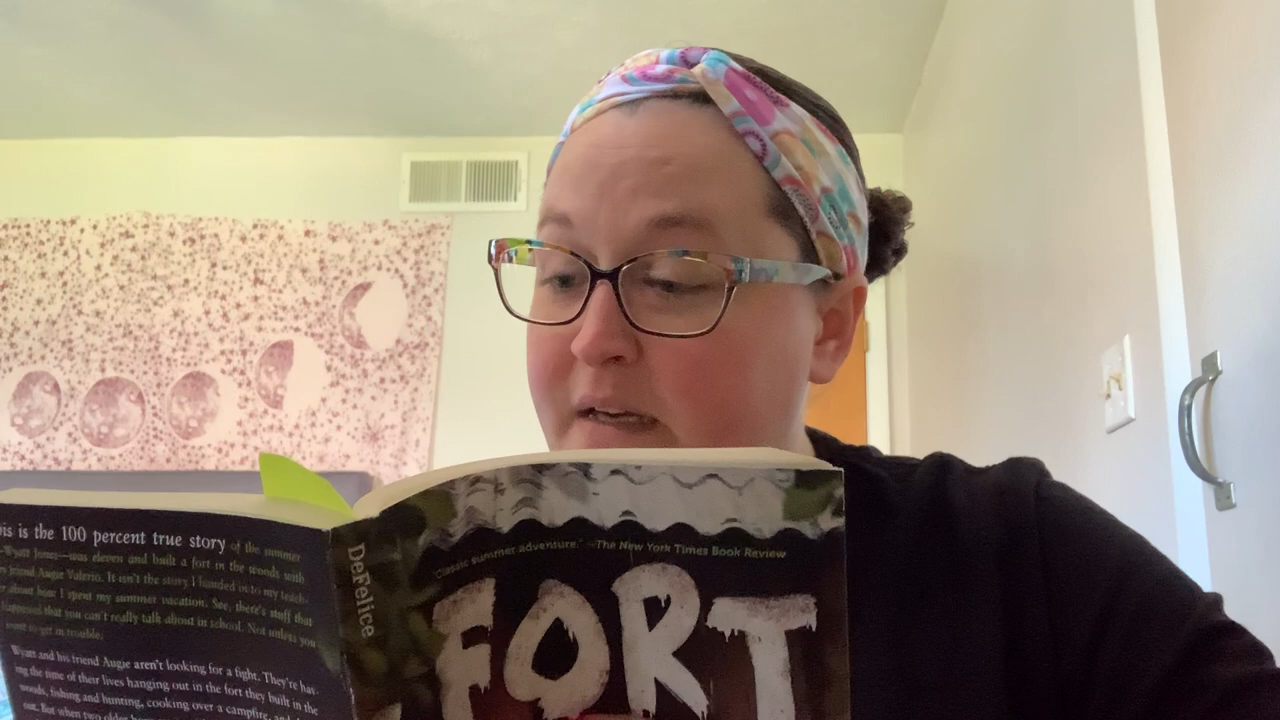 his is the 100 percent true story of the summer
—Wyatt Jones—was eleven and built a fort in the woods with
friend Augie Valerio. It isn't the story I handed in to my teach-
er about how I spent my summer vacation. See, there's stuff that
happened that you can't really talk about in school. Not unless you
want to get in trouble.
Wyatt and his friend Augie aren't looking for a fight. They're hav-
ing the time of their lives hanging out in the fort they built in the
woods, fishing and hunting, cooking over a campfire, and
out. But when two older
DeFelice
"Classic summer adventure." —The New York Times Book Review
FORT